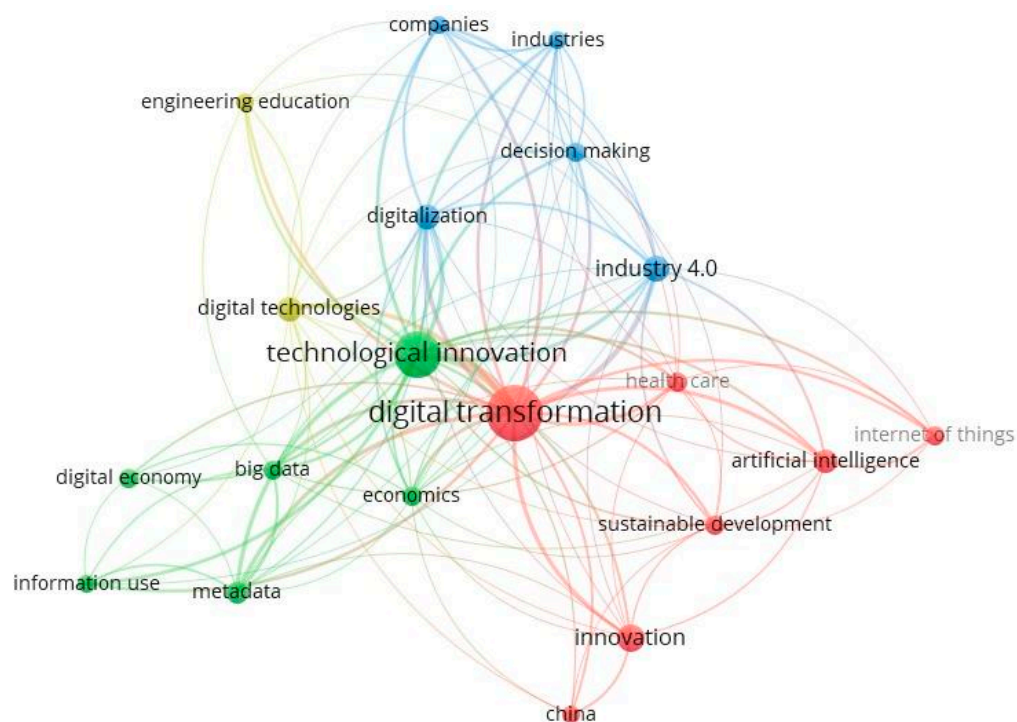 companies
industries
engineering education
decision making
digitalization
industry 4.0
digital technologies
technological innovation
health care
digital transformation
internet of things
artificial intelligence
big data
digital economy
economics
sustainable development
information use
metadata
innovation
china